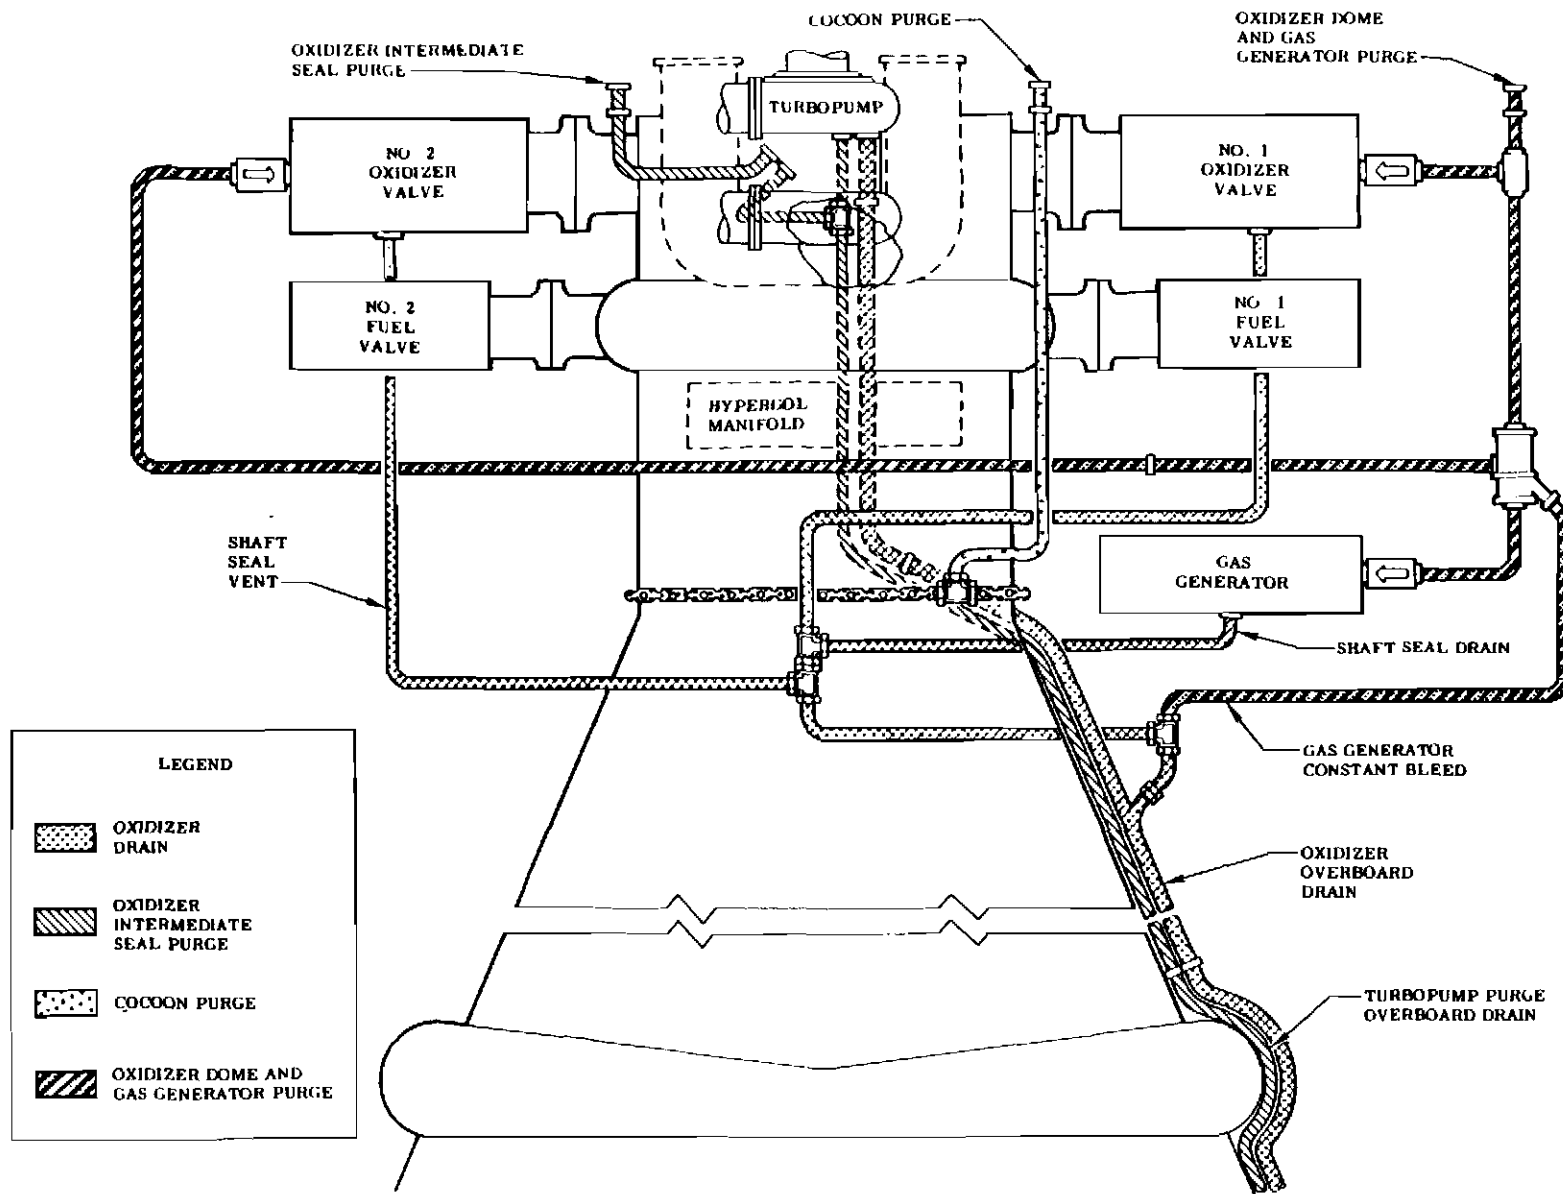 COCOON PURGE
OXIDIZER DOME
AND GAS
GENERATOR PURGE
OXIDIZER INTERMEDIATE
SEAL PURGE
TURBOPUMP
NO. 2
OXIDIZER
VALVE
NO. 1
OXIDIZER
VALVE
NO. 2
FUEL
VALVE
NO. 1
FUEL
VALVE
HYPERGOL
MANIFOLD
SHAFT
SEAL
VENT
GAS
GENERATOR
SHAFT SEAL DRAIN
GAS GENERATOR
CONSTANT BLEED
LEGEND
OXIDIZER
DRAIN
OXIDIZER
INTERMEDIATE
SEAL PURGE
COCOON PURGE
OXIDIZER DOME AND
GAS GENERATOR PURGE
OXIDIZER
OVERBOARD
DRAIN
TURBOPUMP PURGE
OVERBOARD DRAIN